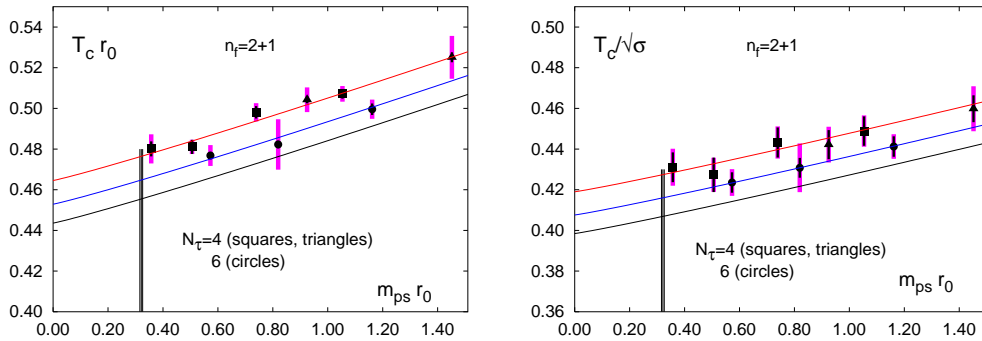 T_c r_0
n_f=2+1
0.54
0.52
0.50
0.48
0.46
0.44
0.42
0.40
N_τ=4 (squares, triangles)
6 (circles)
m_ps r_0
0.00 0.20 0.40 0.60 0.80 1.00 1.20 1.40
T_c/√σ
n_f=2+1
0.50
0.48
0.46
0.44
0.42
0.40
0.38
0.36
N_τ=4 (squares, triangles)
6 (circles)
m_ps r_0
0.00 0.20 0.40 0.60 0.80 1.00 1.20 1.40